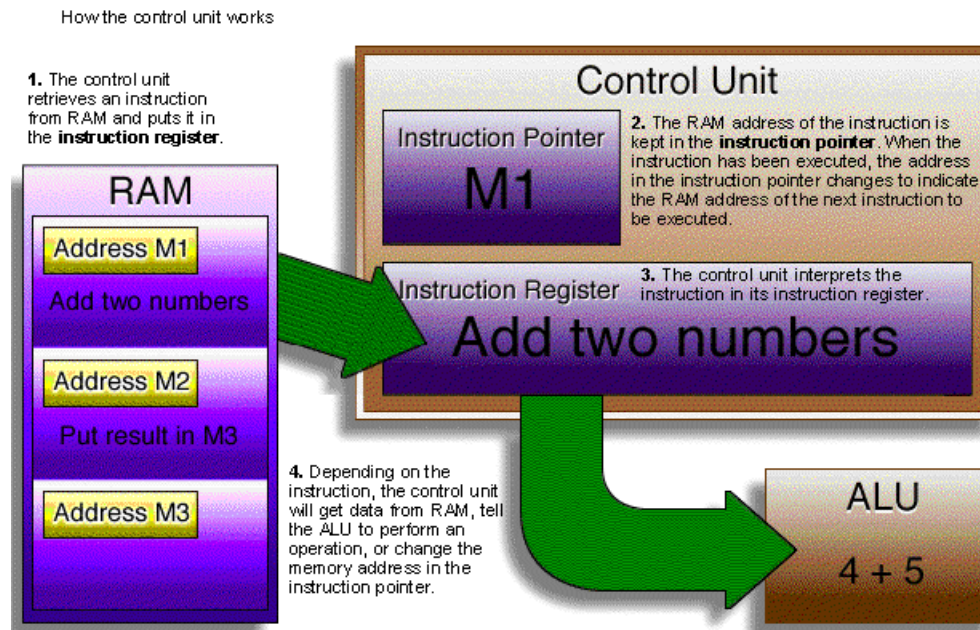 How the control unit works
1. The control unit
retrieves an instruction
from RAM and puts it in
the instruction register.
RAM
Address M1
Add two numbers
Address M2
Put result in M3
Address M3
Control Unit
Instruction Pointer
M1
2. The RAM address of the instruction is
kept in the instruction pointer. When the
instruction has been executed, the address
in the instruction pointer changes to indicate
the RAM address of the next instruction to
be executed.
Instruction Register
3. The control unit interprets the
instruction in its instruction register.
Add two numbers
4. Depending on the
instruction, the control unit
will get data from RAM, tell
the ALU to perform an
operation, or change the
memory address in the
instruction pointer.
ALU
4 + 5